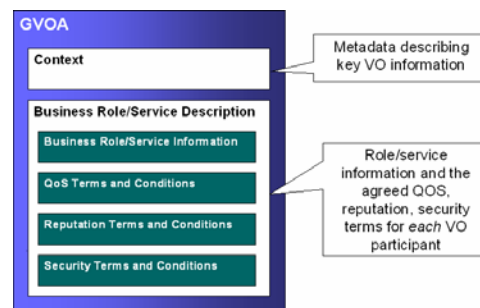 GVOA
Context
Metadata describing
key VO information
Business Role/Service Description
Business Role/Service Information
QoS Terms and Conditions
Reputation Terms and Conditions
Security Terms and Conditions
Role/service
information and the
agreed QOS,
reputation, security
terms for each VO
participant